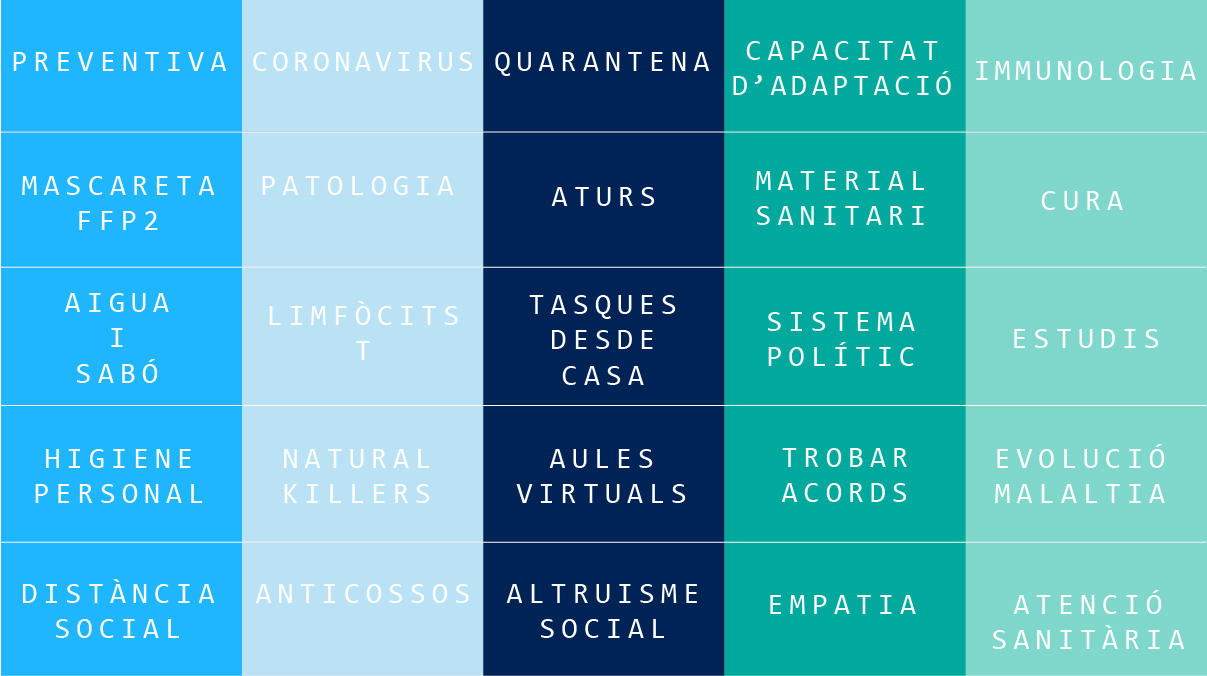 PREVENTIVA
CORONAVIRUS
QUARANTENA
CAPACITAT
D’ADAPTACIÓ
IMMUNOLOGIA
MASCARETA
FFP2
PATOLOGIA
ATURS
MATERIAL
SANITARI
CURA
AIGUA
I
SABÓ
LIMFÒCITS
T
TASQUES
DESDE
CASA
SISTEMA
POLÍTIC
ESTUDIS
HIGIENE
PERSONAL
NATURAL
KILLERS
AULES
VIRTUALS
TROBAR
ACORDS
EVOLUCIÓ
MALALTIA
DISTÀNCIA
SOCIAL
ANTICOSSOS
ALTRUISME
SOCIAL
EMPATIA
ATENCIÓ
SANITÀRIA